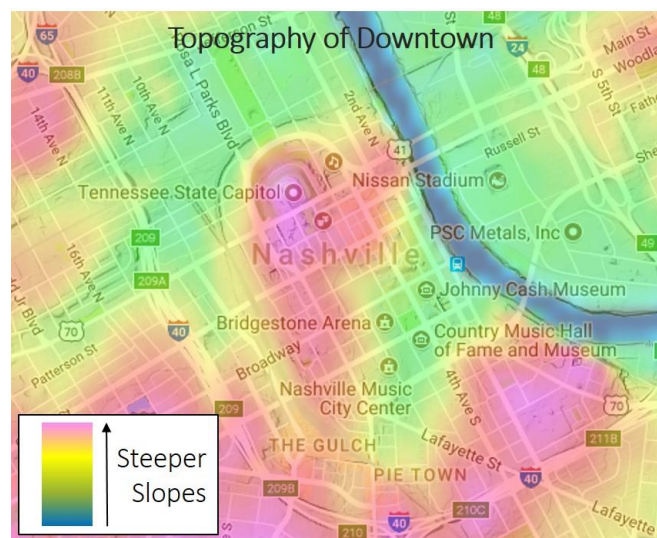 Topography of Downtown
65
40
208B
48
24
48
Main St
S 5th St
14th Ave N
11th Ave N
10th Ave N
2nd Ave N
41
Russell St
Tennessee State Capitol
Nissan Stadium
Nashville
PSC Metals, Inc
209
209A
49
16th Ave N
Johnny Cash Museum
70
40
Bridgestone Arena
Country Music Hall
of Fame and Museum
Patterson St
Broadway
Nashville Music
City Center
4th Ave S
70
209
211B
THE GULCH
Lafayette St
PIE TOWN
40
209B
210C
Lafayette
210
40
Steeper
Slopes